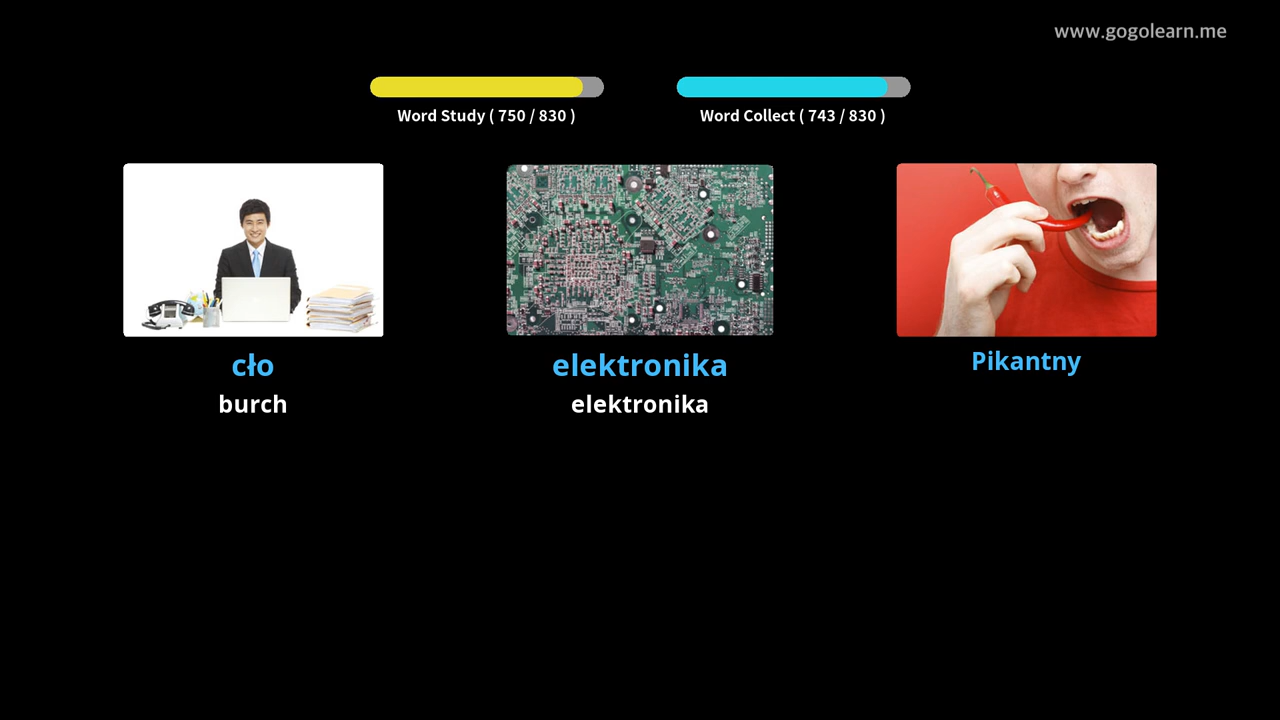 www.gogolearn.me
Word Study ( 750 / 830 )
Word Collect ( 743 / 830 )
cło
burch
elektronika
elektronika
Pikantny